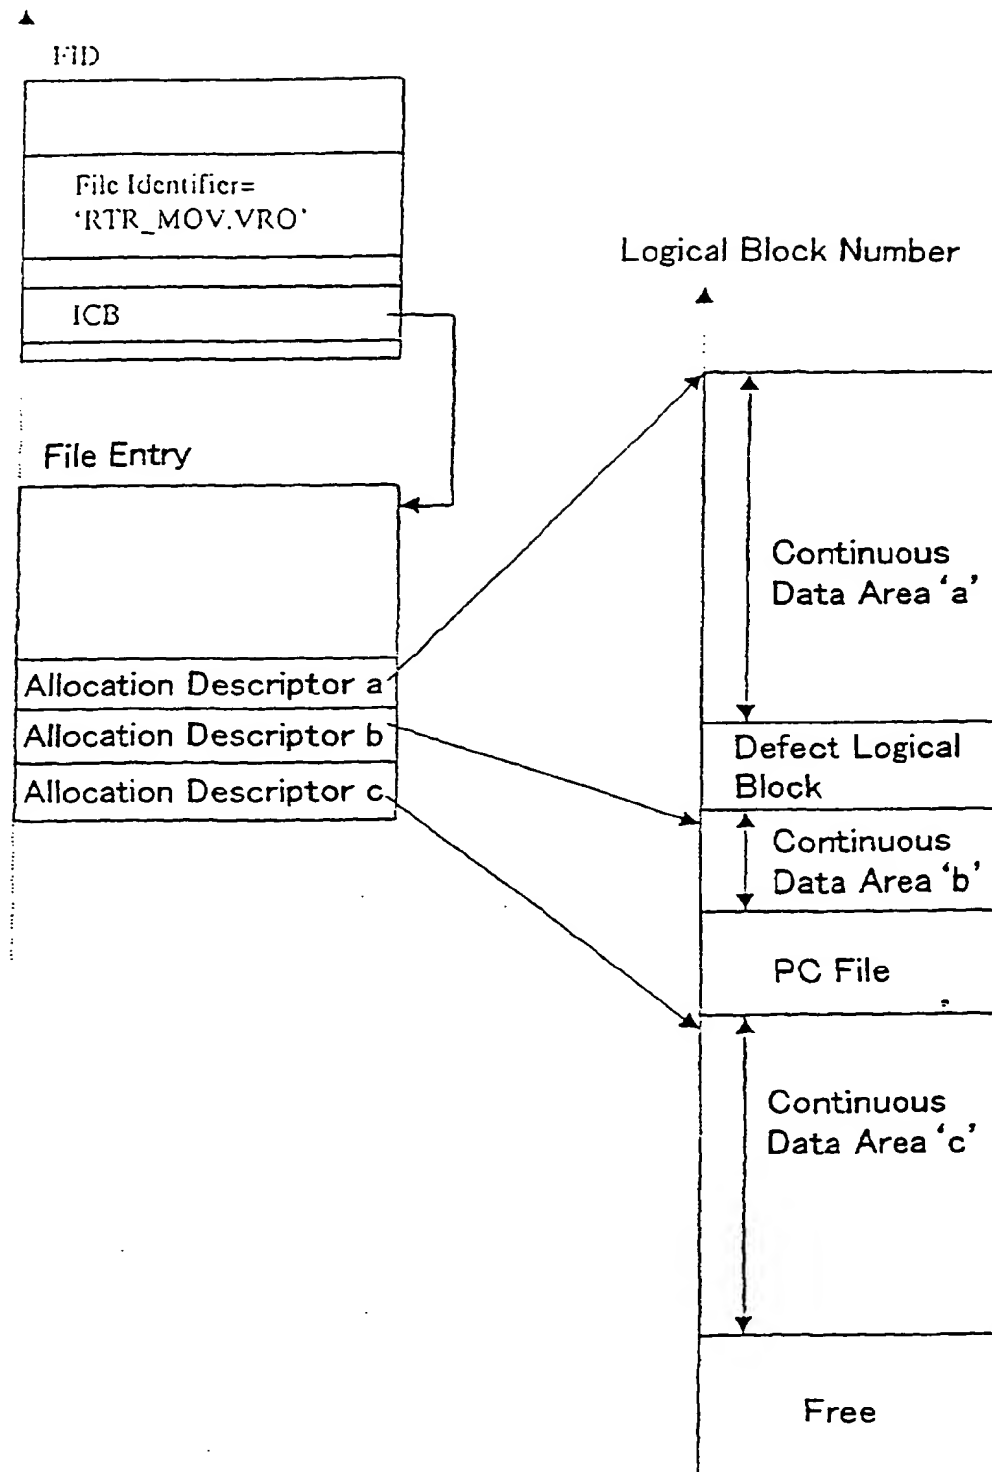 FID
File Identifier=
‘RTR_MOV.VRO’
ICB
File Entry
Allocation Descriptor a
Allocation Descriptor b
Allocation Descriptor c
Logical Block Number
Continuous
Data Area ‘a’
Defect Logical
Block
Continuous
Data Area ‘b’
PC File
Continuous
Data Area ‘c’
Free